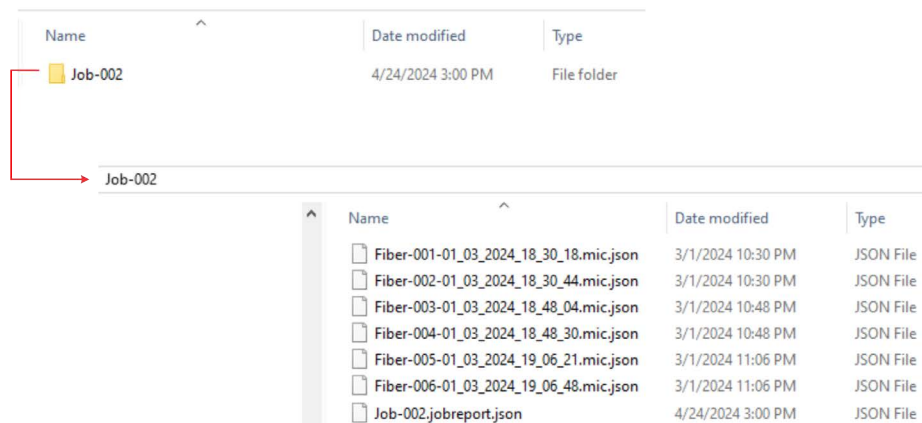 Name Date modified Type
Job-002 4/24/2024 3:00 PM File folder
Job-002
Name Date modified Type
Fiber-001-01_03_2024_18_30_18.mic.json 3/1/2024 10:30 PM JSON File
Fiber-002-01_03_2024_18_30_44.mic.json 3/1/2024 10:30 PM JSON File
Fiber-003-01_03_2024_18_48_04.mic.json 3/1/2024 10:48 PM JSON File
Fiber-004-01_03_2024_18_48_30.mic.json 3/1/2024 10:48 PM JSON File
Fiber-005-01_03_2024_19_06_21.mic.json 3/1/2024 11:06 PM JSON File
Fiber-006-01_03_2024_19_06_48.mic.json 3/1/2024 11:06 PM JSON File
Job-002.jobreport.json 4/24/2024 3:00 PM JSON File